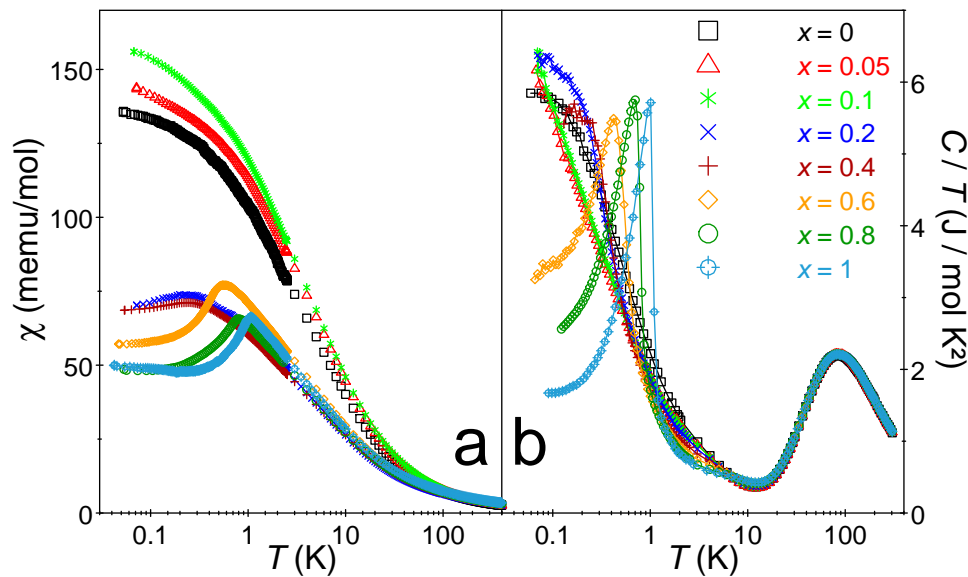 χ (memu/mol)
150
100
50
0
0.1
1
10
100
T (K)
a
b
x = 0
x = 0.05
x = 0.1
x = 0.2
x = 0.4
x = 0.6
x = 0.8
x = 1
6
4
2
0
C / T (J / mol K²)
0.1
1
10
100
T (K)